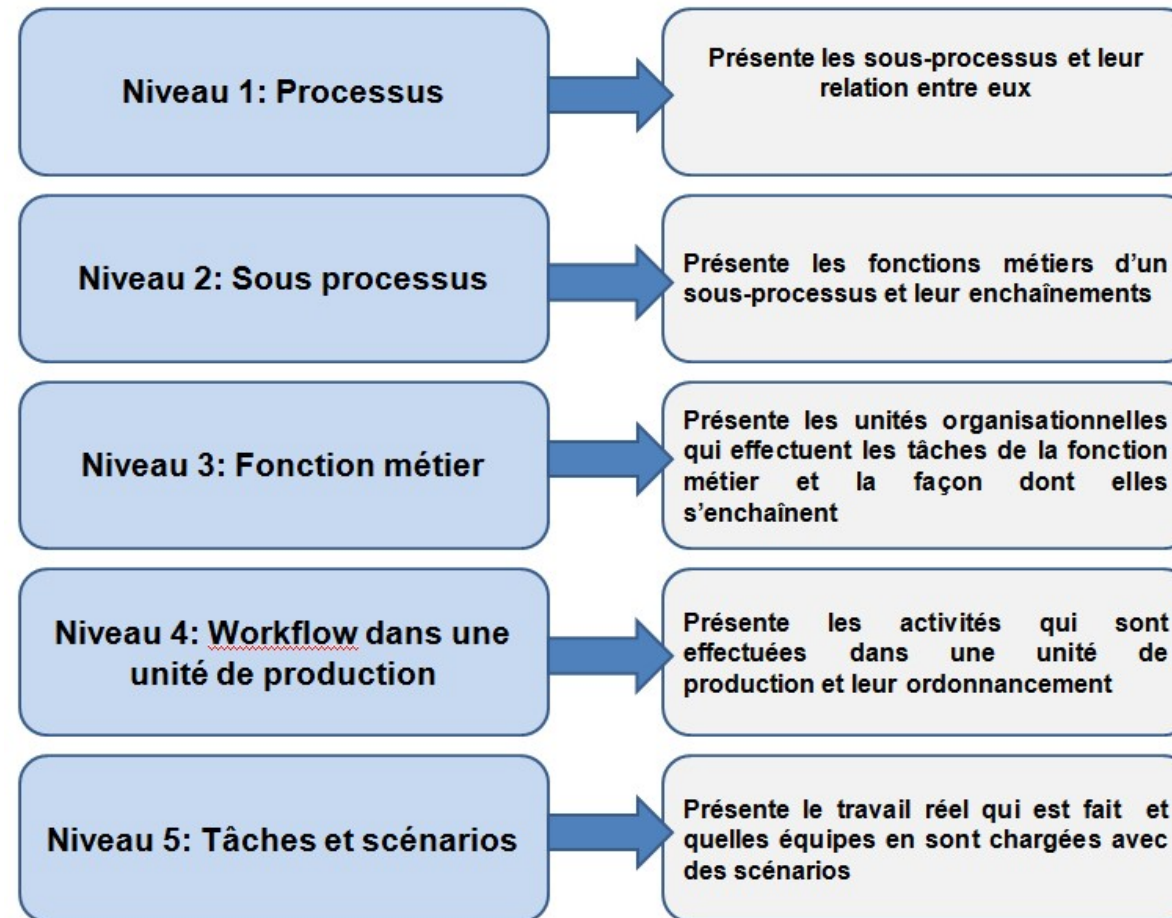 Niveau 1: Processus
Présente les sous-processus et leur
relation entre eux
Niveau 2: Sous processus
Présente les fonctions métiers d’un
sous-processus et leur enchaînements
Niveau 3: Fonction métier
Présente les unités organisationnelles
qui effectuent les tâches de la fonction
métier et la façon dont elles
s’enchaînent
Niveau 4: Workflow dans une
unité de production
Présente les activités qui sont
effectuées dans une unité de
production et leur ordonnancement
Niveau 5: Tâches et scénarios
Présente le travail réel qui est fait et
quelles équipes en sont chargées avec
des scénarios